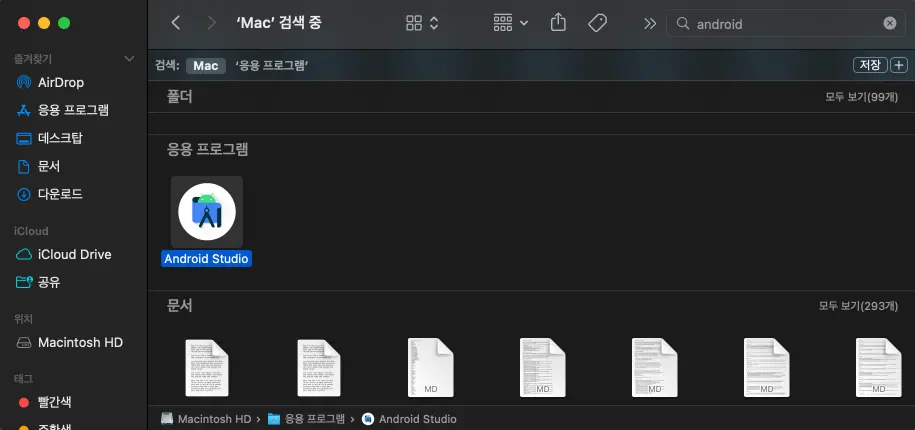 'Mac' 검색 중
android
검색: Mac '응용 프로그램'
저장
즐겨찾기
AirDrop
응용 프로그램
데스크탑
문서
다운로드
iCloud
iCloud Drive
공유
위치
Macintosh HD
태그
빨간색
주황색
폴더
모두 보기(99개)
응용 프로그램
Android Studio
문서
모두 보기(293개)
MD
MD
MD
MD
MD
Macintosh HD › 응용 프로그램 › Android Studio